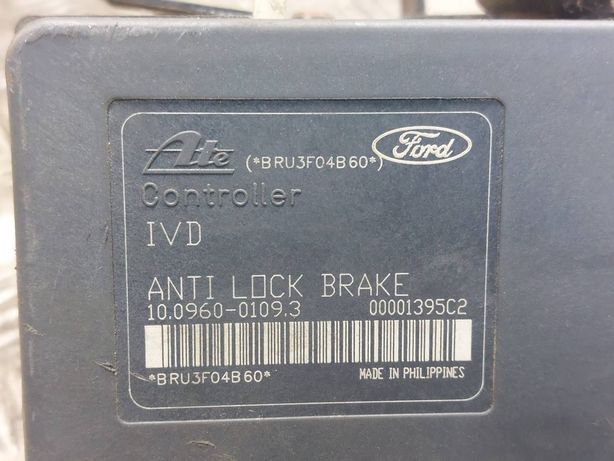 Ate (*BRU3F04B60*) Ford
Controller
IVD
ANTI LOCK BRAKE
10.0960-0109.3 00001395C2
*BRU3F04B60* MADE IN PHILIPPINES